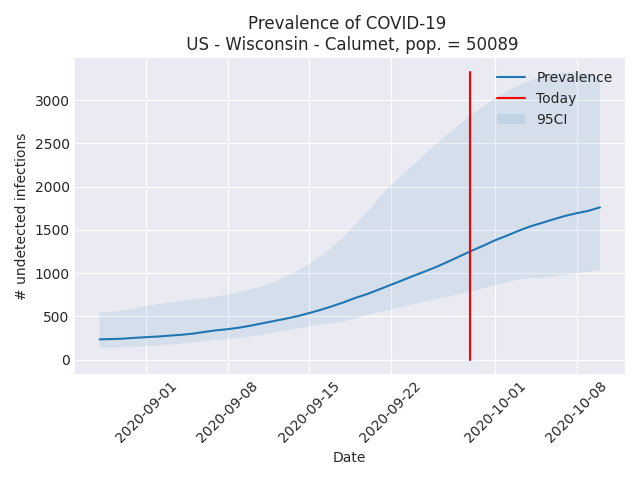 Prevalence of COVID-19
US - Wisconsin - Calumet, pop. = 50089
Prevalence
Today
95CI
# undetected infections
3000
2500
2000
1500
1000
500
0
2020-09-01
2020-09-08
2020-09-15
2020-09-22
2020-10-01
2020-10-08
Date